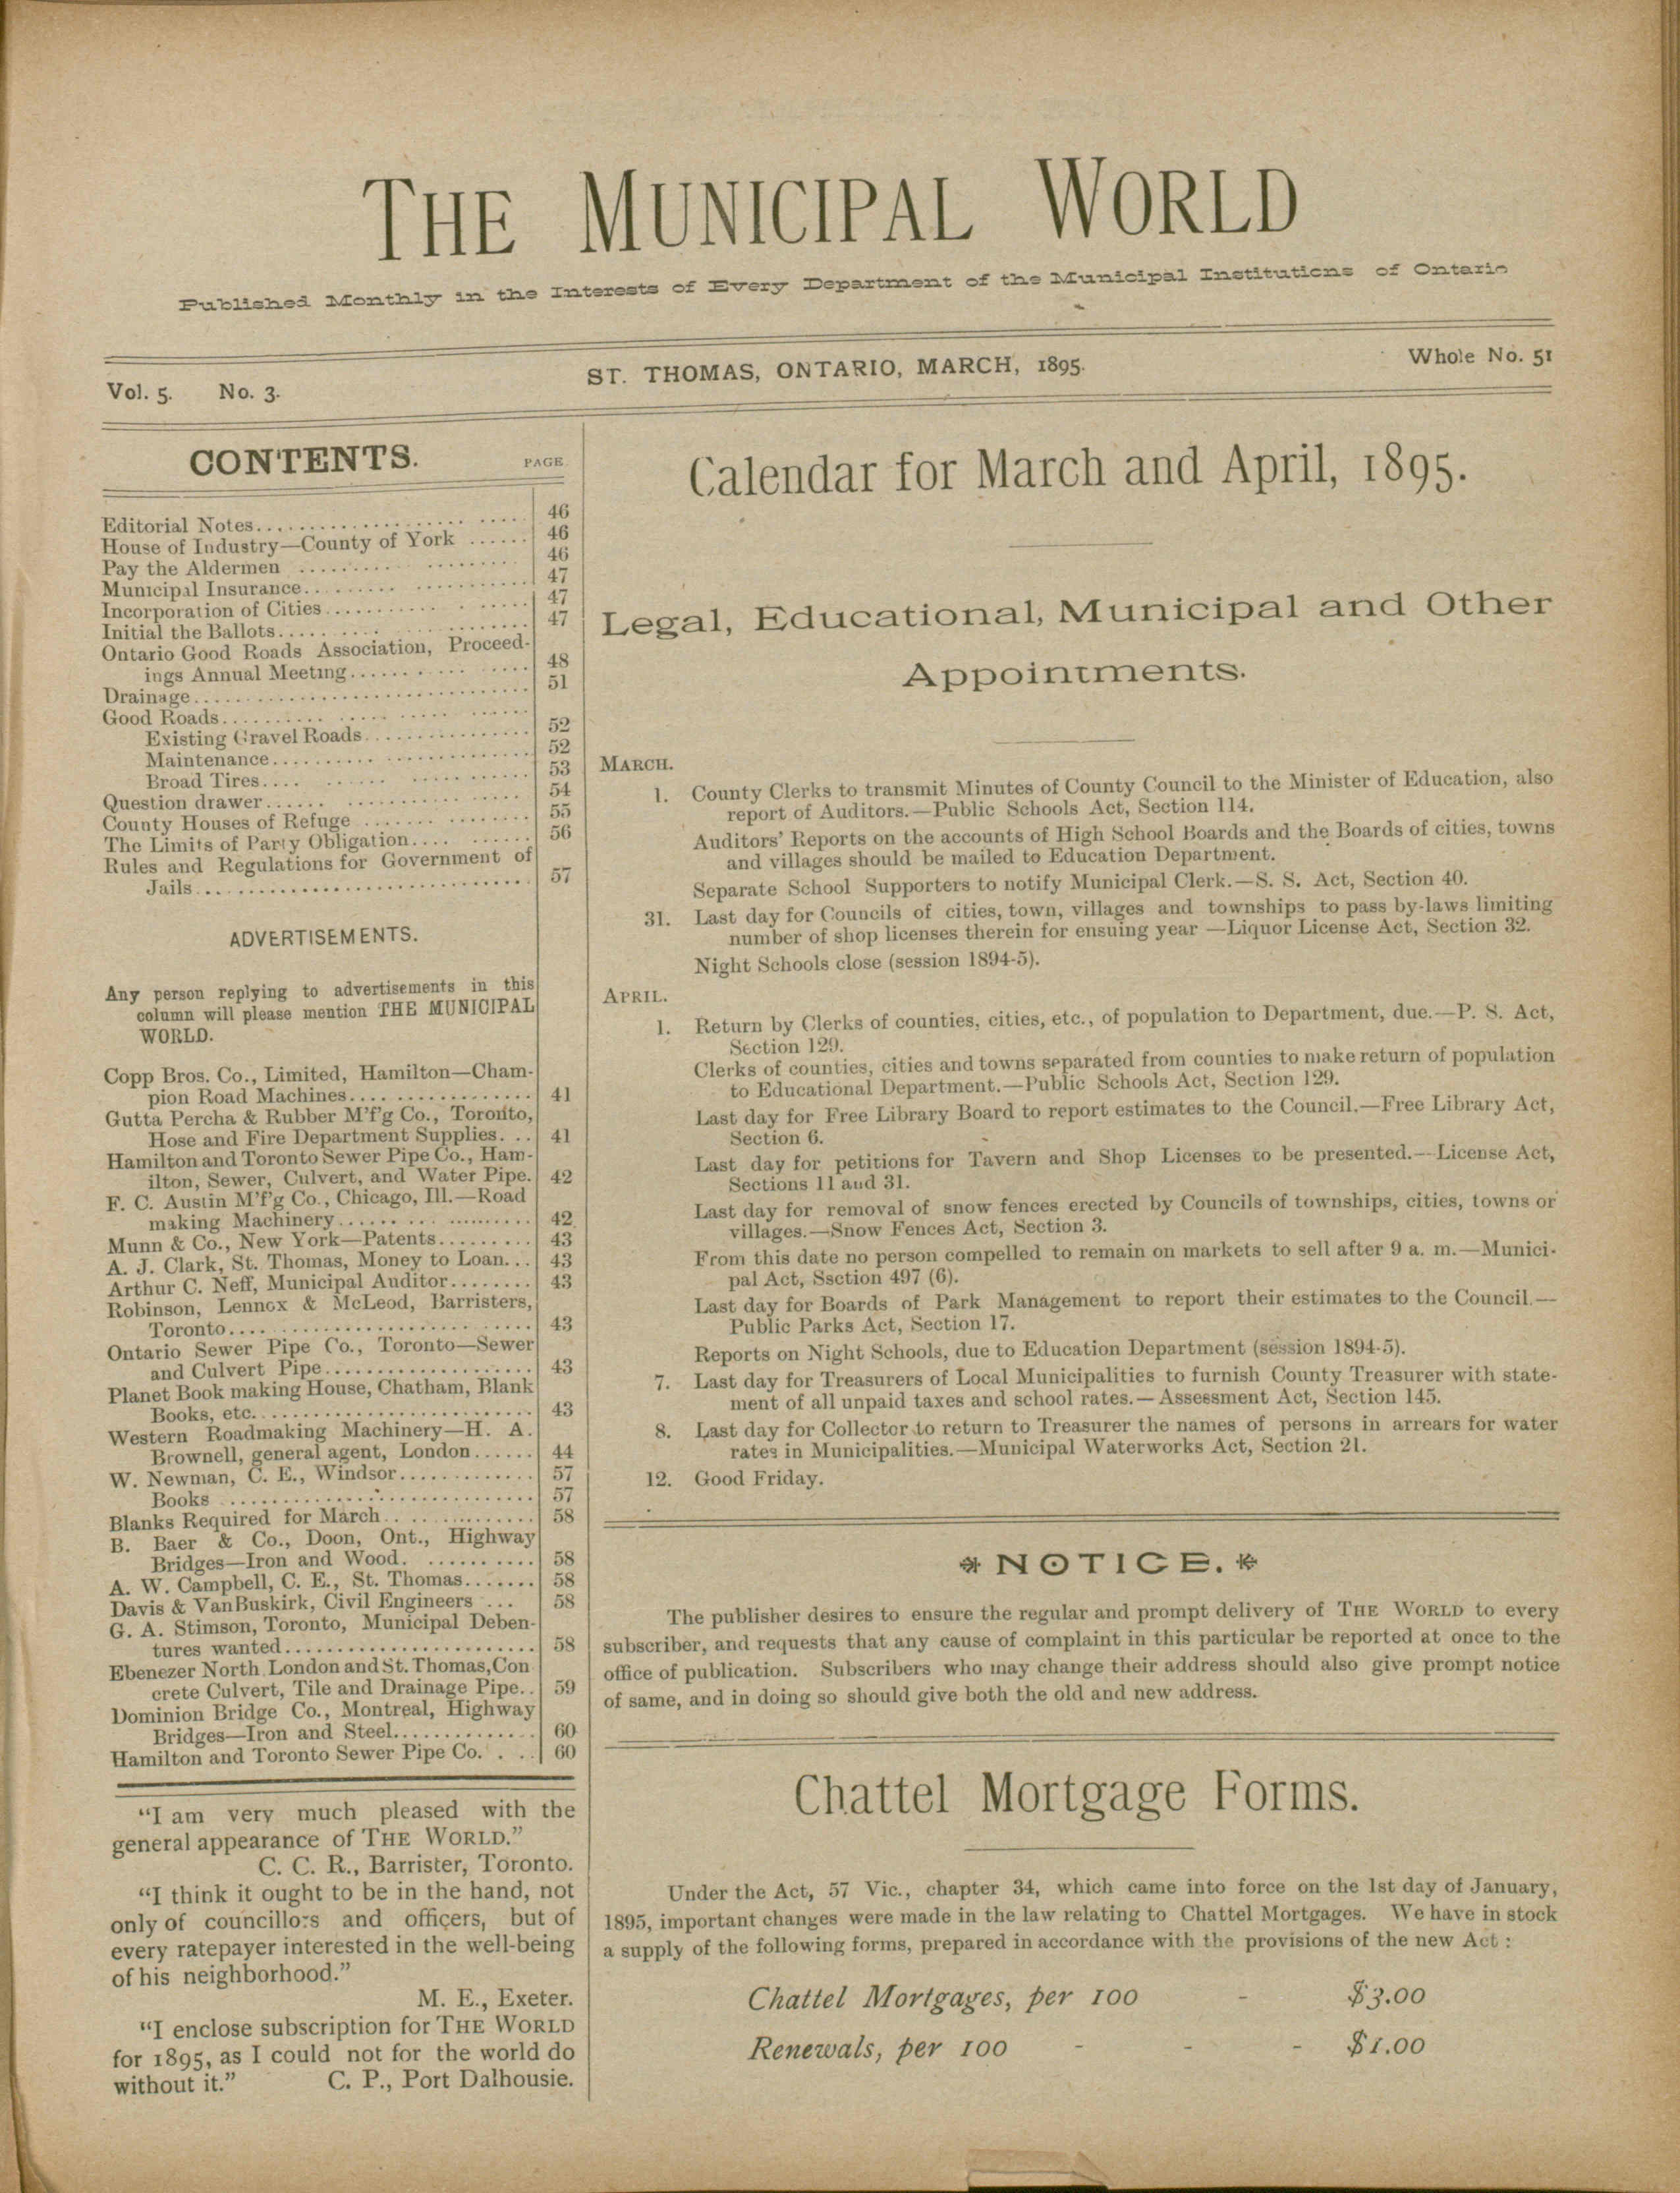 THE MUNICIPAL WORLD
Published Monthly in the Interests of Every Department of the Municipal Institutions of Ontario
Vol. 5. No. 3.
ST. THOMAS, ONTARIO, MARCH, 1895.
Whole No. 51
CONTENTS.
PAGE
Editorial Notes 46
House of Industry—County of York 46
Pay the Aldermen 46
Municipal Insurance 47
Incorporation of Cities 47
Initial the Ballots 47
Ontario Good Roads Association, Proceed-
ings Annual Meeting 48
Drainage 51
Good Roads
Existing Gravel Roads 52
Maintenance 52
Broad Tires 53
Question drawer 54
County Houses of Refuge 55
The Limits of Party Obligation 56
Rules and Regulations for Government of
Jails 57
ADVERTISEMENTS.
Any person replying to advertisements in this
column will please mention THE MUNICIPAL
WORLD.
Copp Bros. Co., Limited, Hamilton—Cham-
pion Road Machines 41
Gutta Percha & Rubber M'f'g Co., Toronto,
Hose and Fire Department Supplies 41
Hamilton and Toronto Sewer Pipe Co., Ham-
ilton, Sewer, Culvert, and Water Pipe. 42
F. C. Austin M'f'g Co., Chicago, Ill.—Road
making Machinery 42
Munn & Co., New York—Patents 43
A. J. Clark, St. Thomas, Money to Loan 43
Arthur C. Neff, Municipal Auditor 43
Robinson, Lennox & McLeod, Barristers,
Toronto 43
Ontario Sewer Pipe Co., Toronto—Sewer
and Culvert Pipe 43
Planet Book making House, Chatham, Blank
Books, etc. 43
Western Roadmaking Machinery—H. A.
Brownell, general agent, London 44
W. Newman, C. E., Windsor 57
Books 57
Blanks Required for March 58
B. Baer & Co., Doon, Ont., Highway
Bridges—Iron and Wood. 58
A. W. Campbell, C. E., St. Thomas 58
Davis & VanBuskirk, Civil Engineers 58
G. A. Stimson, Toronto, Municipal Deben-
tures wanted 58
Ebenezer North London and St. Thomas, Con
crete Culvert, Tile and Drainage Pipe 59
Dominion Bridge Co., Montreal, Highway
Bridges—Iron and Steel 60
Hamilton and Toronto Sewer Pipe Co. 60
"I am very much pleased with the
general appearance of THE WORLD."
C. C. R., Barrister, Toronto.
"I think it ought to be in the hand, not
only of councillors and officers, but of
every ratepayer interested in the well-being
of his neighborhood."
M. E., Exeter.
"I enclose subscription for THE WORLD
for 1895, as I could not for the world do
without it." C. P., Port Dalhousie.
Calendar for March and April, 1895.
Legal, Educational, Municipal and Other
Appointments.
MARCH.
1. County Clerks to transmit Minutes of County Council to the Minister of Education, also
report of Auditors.—Public Schools Act, Section 114.
Auditors' Reports on the accounts of High School Boards and the Boards of cities, towns
and villages should be mailed to Education Department.
Separate School Supporters to notify Municipal Clerk.—S. S. Act, Section 40.
31. Last day for Councils of cities, town, villages and townships to pass by-laws limiting
number of shop licenses therein for ensuing year —Liquor License Act, Section 32.
Night Schools close (session 1894-5).
APRIL.
1. Return by Clerks of counties, cities, etc., of population to Department, due.—P. S. Act,
Section 129.
Clerks of counties, cities and towns separated from counties to make return of population
to Educational Department.—Public Schools Act, Section 129.
Last day for Free Library Board to report estimates to the Council.—Free Library Act,
Section 6.
Last day for petitions for Tavern and Shop Licenses to be presented.—License Act,
Sections 11 and 31.
Last day for removal of snow fences erected by Councils of townships, cities, towns or
villages.—Snow Fences Act, Section 3.
From this date no person compelled to remain on markets to sell after 9 a. m.—Munici-
pal Act, Ssction 497 (6).
Last day for Boards of Park Management to report their estimates to the Council.—
Public Parks Act, Section 17.
Reports on Night Schools, due to Education Department (session 1894-5).
7. Last day for Treasurers of Local Municipalities to furnish County Treasurer with state-
ment of all unpaid taxes and school rates.—Assessment Act, Section 145.
8. Last day for Collector to return to Treasurer the names of persons in arrears for water
rates in Municipalities.—Municipal Waterworks Act, Section 21.
12. Good Friday.
NOTICE.
The publisher desires to ensure the regular and prompt delivery of THE WORLD to every
subscriber, and requests that any cause of complaint in this particular be reported at once to the
office of publication. Subscribers who may change their address should also give prompt notice
of same, and in doing so should give both the old and new address.
Chattel Mortgage Forms.
Under the Act, 57 Vic., chapter 34, which came into force on the 1st day of January,
1895, important changes were made in the law relating to Chattel Mortgages. We have in stock
a supply of the following forms, prepared in accordance with the provisions of the new Act :
Chattel Mortgages, per 100 - $3.00
Renewals, per 100 - - - $1.00